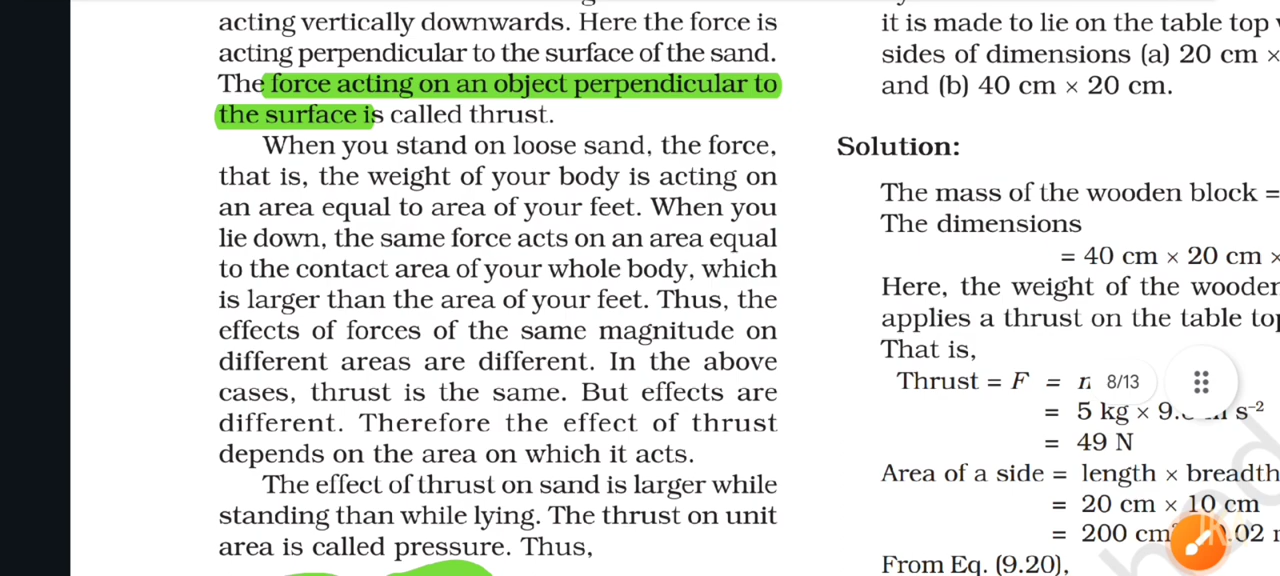 acting vertically downwards. Here the force is
acting perpendicular to the surface of the sand.
The force acting on an object perpendicular to
the surface is called thrust.
When you stand on loose sand, the force,
that is, the weight of your body is acting on
an area equal to area of your feet. When you
lie down, the same force acts on an area equal
to the contact area of your whole body, which
is larger than the area of your feet. Thus, the
effects of forces of the same magnitude on
different areas are different. In the above
cases, thrust is the same. But effects are
different. Therefore the effect of thrust
depends on the area on which it acts.
The effect of thrust on sand is larger while
standing than while lying. The thrust on unit
area is called pressure. Thus,
it is made to lie on the table top
sides of dimensions (a) 20 cm ×
and (b) 40 cm × 20 cm.
Solution:
The mass of the wooden block =
The dimensions
= 40 cm × 20 cm ×
Here, the weight of the wooden
applies a thrust on the table top
That is,
Thrust = F =
8/13
= 5 kg × 9. s⁻²
= 49 N
Area of a side = length × breadth
= 20 cm × 10 cm
= 200 cm .02
From Eq. (9.20),